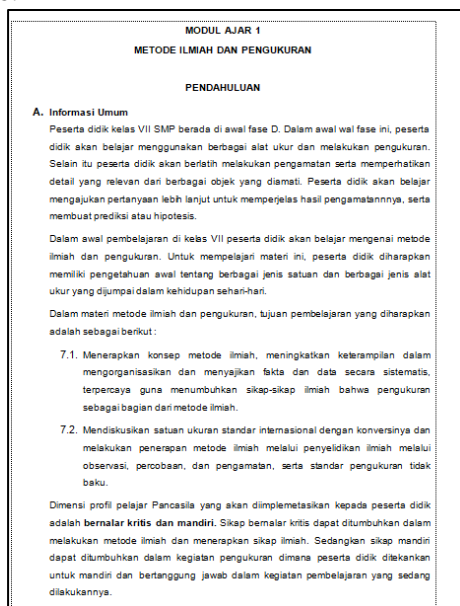 MODUL AJAR 1
METODE ILMIAH DAN PENGUKURAN
PENDAHULUAN
A. Informasi Umum
Peserta didik kelas VII SMP berada di awal fase D. Dalam awal wal fase ini, peserta
didik akan belajar menggunakan berbagai alat ukur dan melakukan pengukuran.
Selain itu peserta didik akan berlatih melakukan pengamatan serta memperhatikan
detail yang relevan dari berbagai objek yang diamati. Peserta didik akan belajar
mengajukan pertanyaan lebih lanjut untuk memperjelas hasil pengamatannnya, serta
membuat prediksi atau hipotesis.
Dalam awal pembelajaran di kelas VII peserta didik akan belajar mengenai metode
ilmiah dan pengukuran. Untuk mempelajari materi ini, peserta didik diharapkan
memiliki pengetahuan awal tentang berbagai jenis satuan dan berbagai jenis alat
ukur yang dijumpai dalam kehidupan sehari-hari.
Dalam materi metode ilmiah dan pengukuran, tujuan pembelajaran yang diharapkan
adalah sebagai berikut :
7.1. Menerapkan konsep metode ilmiah, meningkatkan keterampilan dalam
mengorganisasikan dan menyajikan fakta dan data secara sistematis,
terpercaya guna menumbuhkan sikap-sikap ilmiah bahwa pengukuran
sebagai bagian dari metode ilmiah.
7.2. Mendiskusikan satuan ukuran standar internasional dengan konversinya dan
melakukan penerapan metode ilmiah melalui penyelidikan ilmiah melalui
observasi, percobaan, dan pengamatan, serta standar pengukuran tidak
baku.
Dimensi profil pelajar Pancasila yang akan diimplemetasikan kepada peserta didik
adalah bernalar kritis dan mandiri. Sikap bernalar kritis dapat ditumbuhkan dalam
melakukan metode ilmiah dan menerapkan sikap ilmiah. Sedangkan sikap mandiri
dapat ditumbuhkan dalam kegiatan pengukuran dimana peserta didik ditekankan
untuk mandiri dan bertanggung jawab dalam kegiatan pembelajaran yang sedang
dilakukannya.